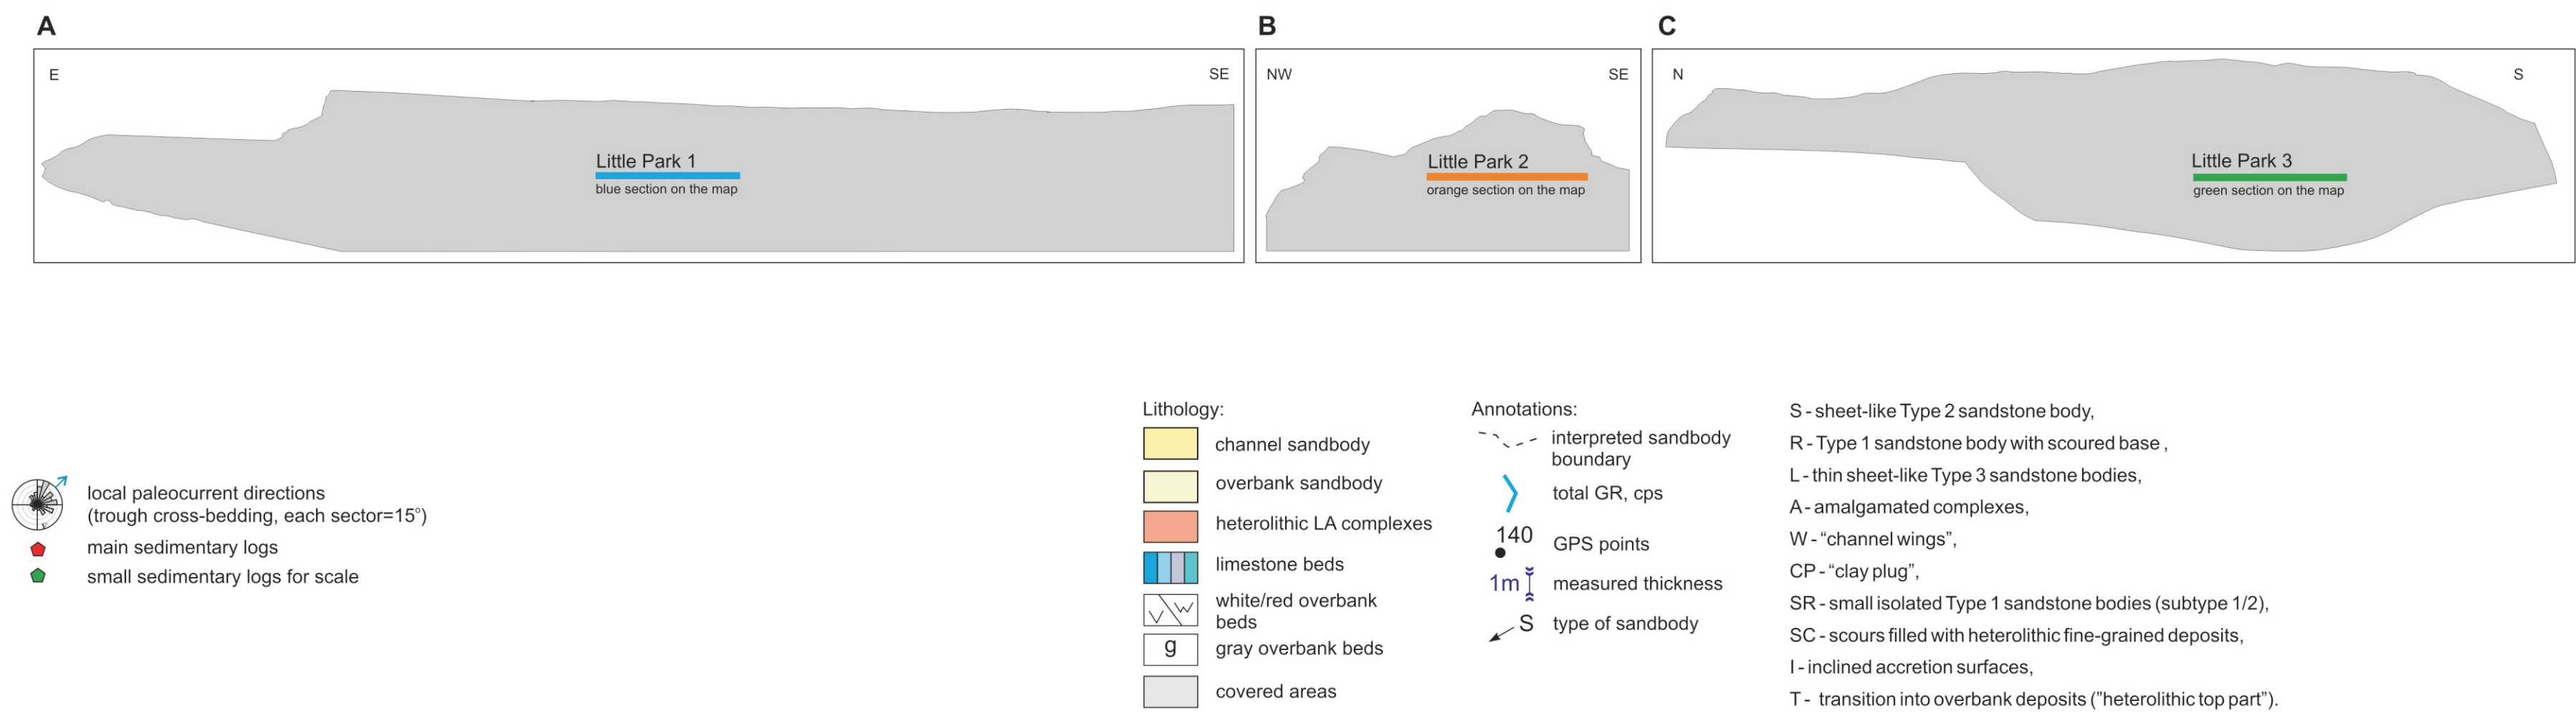 A
B
C
E
SE
NW
SE
N
S
Little Park 1
blue section on the map
Little Park 2
orange section on the map
Little Park 3
green section on the map
local paleocurrent directions
(trough cross-bedding, each sector=15°)
main sedimentary logs
small sedimentary logs for scale
Lithology:
channel sandbody
overbank sandbody
heterolithic LA complexes
limestone beds
white/red overbank
beds
g
gray overbank beds
covered areas
Annotations:
interpreted sandbody
boundary
total GR, cps
140
GPS points
1m
measured thickness
S
type of sandbody
S - sheet-like Type 2 sandstone body,
R - Type 1 sandstone body with scoured base ,
L - thin sheet-like Type 3 sandstone bodies,
A - amalgamated complexes,
W - “channel wings”,
CP - “clay plug”,
SR - small isolated Type 1 sandstone bodies (subtype 1/2),
SC - scours filled with heterolithic fine-grained deposits,
I - inclined accretion surfaces,
T - transition into overbank deposits (”heterolithic top part”).